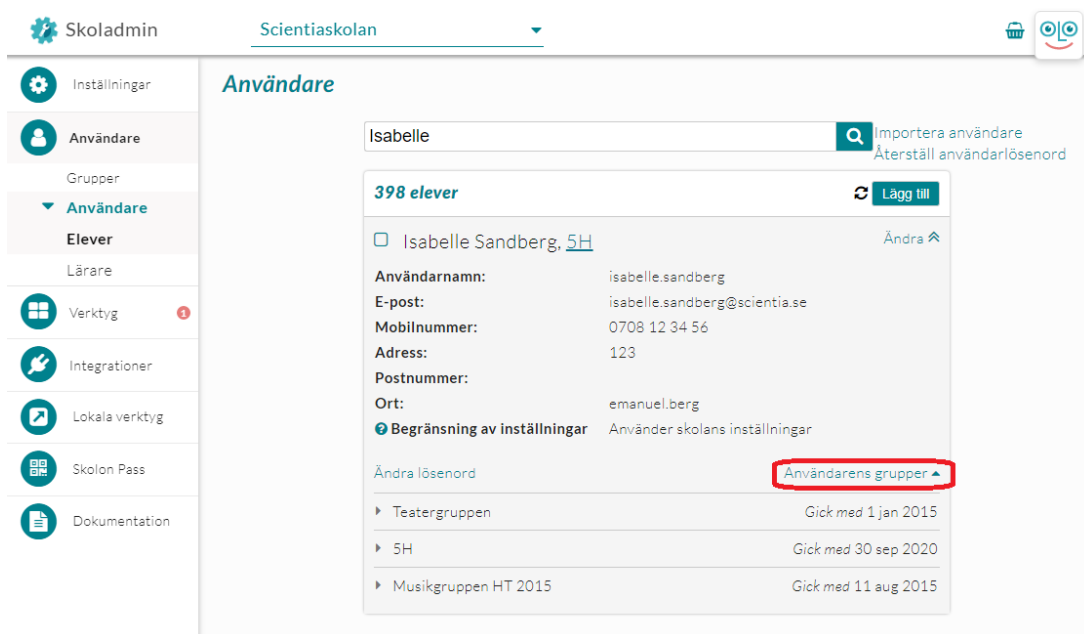 Skoladmin
Scientiaskolan
Inställningar
Användare
Grupper
Användare
Elever
Lärare
Verktyg 1
Integrationer
Lokala verktyg
Skolon Pass
Dokumentation
Användare
Isabelle
Importera användare
Återställ användarlösenord
398 elever Lägg till
Isabelle Sandberg, 5H Ändra
Användarnamn: isabelle.sandberg
E-post: isabelle.sandberg@scientia.se
Mobilnummer: 0708 12 34 56
Adress: 123
Postnummer:
Ort: emanuel.berg
Begränsning av inställningar Använder skolans inställningar
Ändra lösenord Användarens grupper
Teatergruppen Gick med 1 jan 2015
5H Gick med 30 sep 2020
Musikgruppen HT 2015 Gick med 11 aug 2015